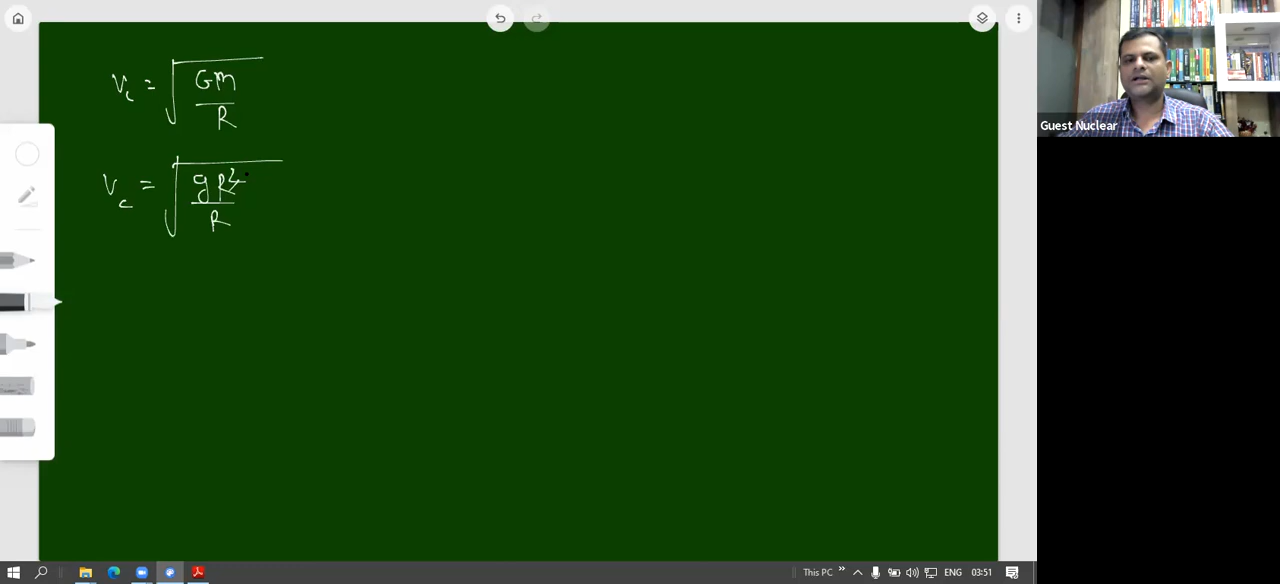 v_c = √(GM/R)
v_c = √(gR²/R)
Guest Nuclear
This PC
ENG
03:51